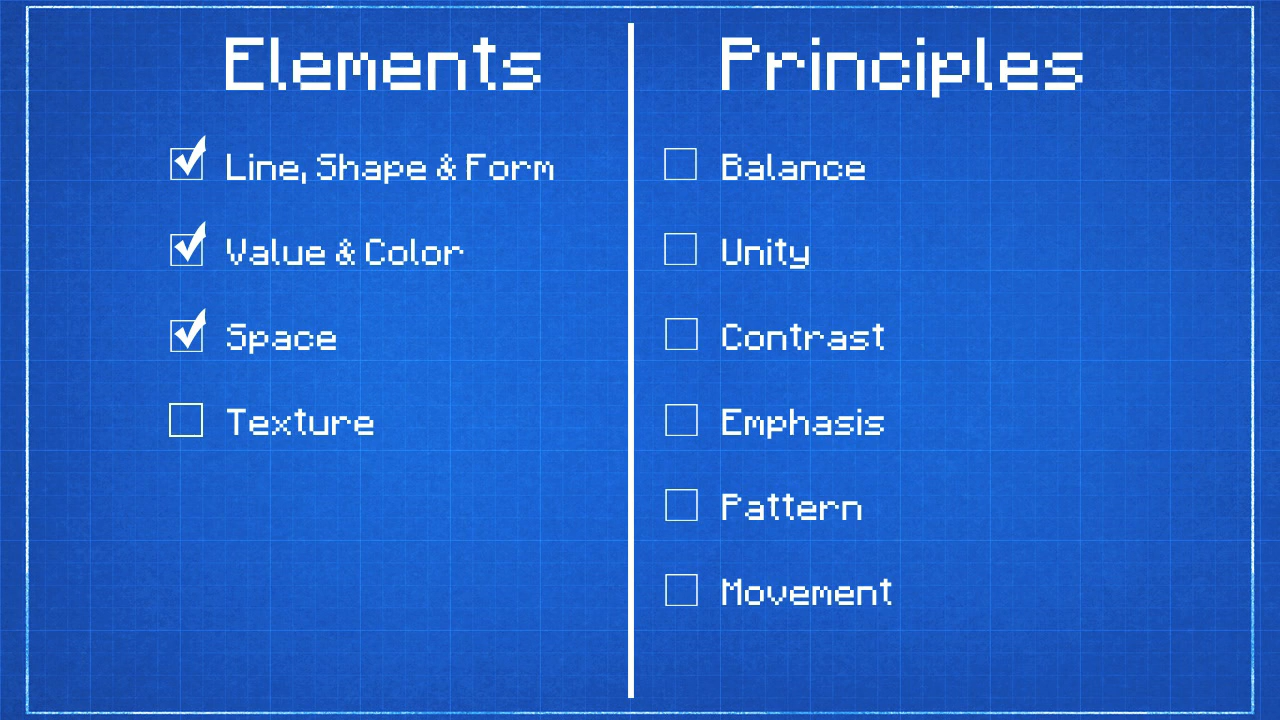 Elements
Line, Shape & Form
Value & Color
Space
Texture
Principles
Balance
Unity
Contrast
Emphasis
Pattern
Movement